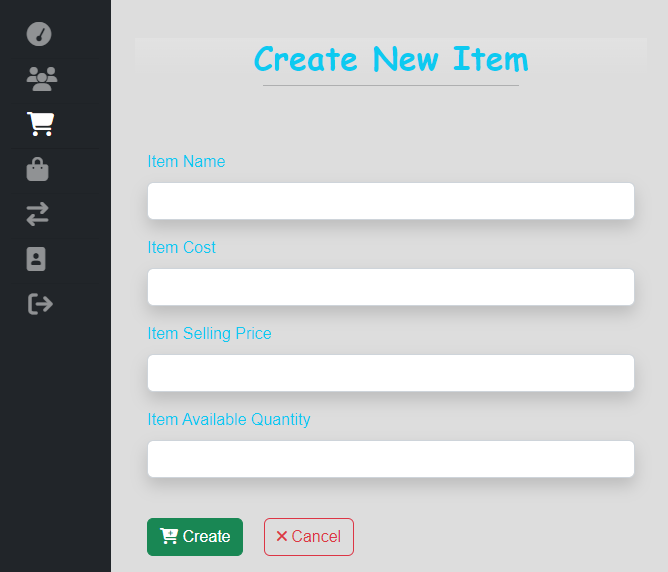 Create New Item
Item Name
Item Cost
Item Selling Price
Item Available Quantity
Create
Cancel